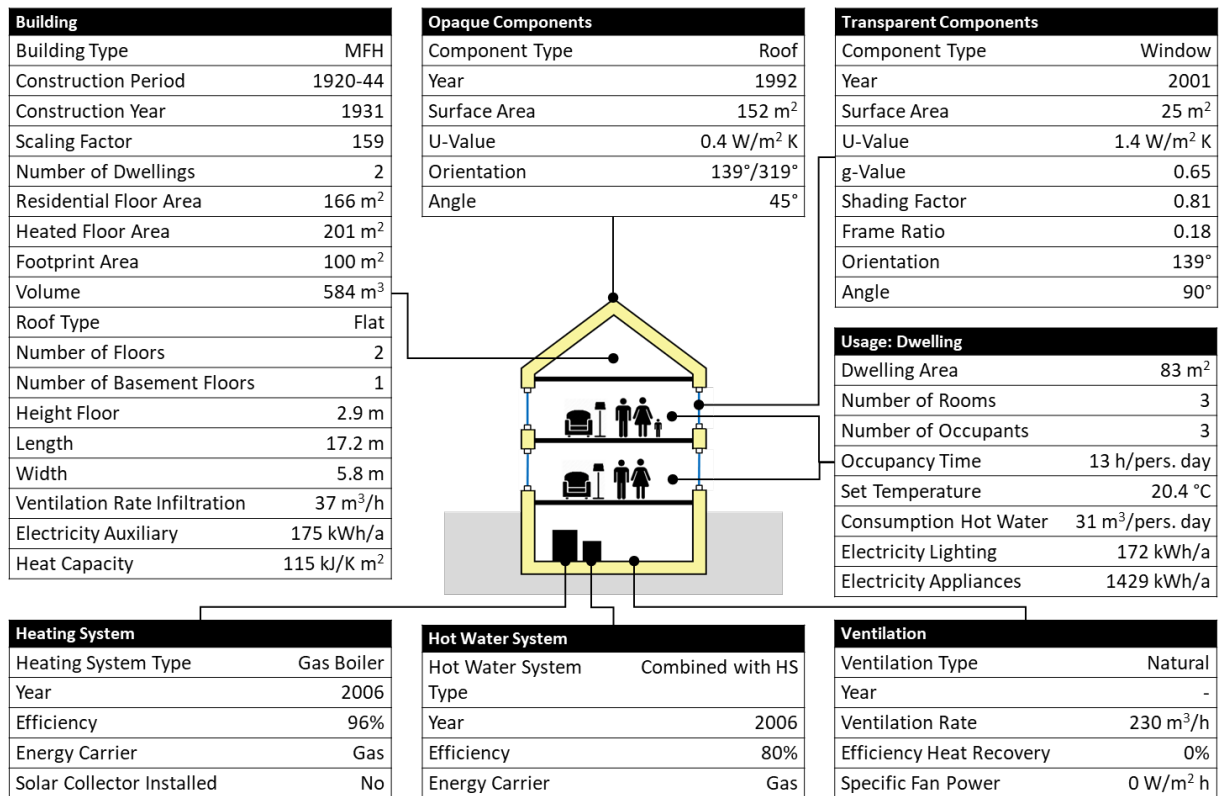 Building
Building Type MFH
Construction Period 1920-44
Construction Year 1931
Scaling Factor 159
Number of Dwellings 2
Residential Floor Area 166 m²
Heated Floor Area 201 m²
Footprint Area 100 m²
Volume 584 m³
Roof Type Flat
Number of Floors 2
Number of Basement Floors 1
Height Floor 2.9 m
Length 17.2 m
Width 5.8 m
Ventilation Rate Infiltration 37 m³/h
Electricity Auxiliary 175 kWh/a
Heat Capacity 115 kJ/K m²
Opaque Components
Component Type Roof
Year 1992
Surface Area 152 m²
U-Value 0.4 W/m² K
Orientation 139°/319°
Angle 45°
Transparent Components
Component Type Window
Year 2001
Surface Area 25 m²
U-Value 1.4 W/m² K
g-Value 0.65
Shading Factor 0.81
Frame Ratio 0.18
Orientation 139°
Angle 90°
Usage: Dwelling
Dwelling Area 83 m²
Number of Rooms 3
Number of Occupants 3
Occupancy Time 13 h/pers. day
Set Temperature 20.4 °C
Consumption Hot Water 31 m³/pers. day
Electricity Lighting 172 kWh/a
Electricity Appliances 1429 kWh/a
Heating System
Heating System Type Gas Boiler
Year 2006
Efficiency 96%
Energy Carrier Gas
Solar Collector Installed No
Hot Water System
Hot Water System Combined with HS
Type
Year 2006
Efficiency 80%
Energy Carrier Gas
Ventilation
Ventilation Type Natural
Year -
Ventilation Rate 230 m³/h
Efficiency Heat Recovery 0%
Specific Fan Power 0 W/m² h